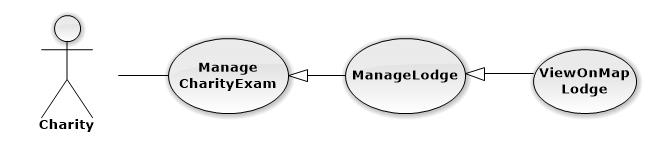 Charity
Manage
CharityExam
ManageLodge
ViewOnMap
Lodge